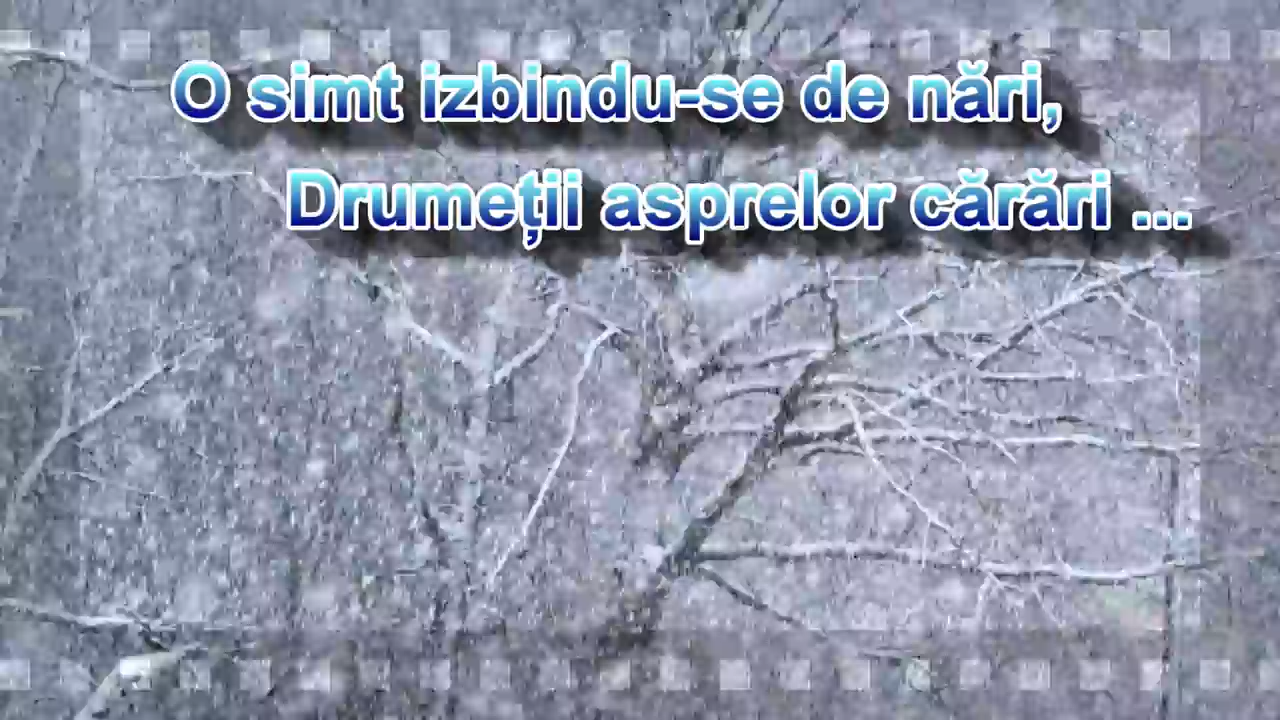 O simt izbindu-se de nări,
Drumeții asprelor cărări ...